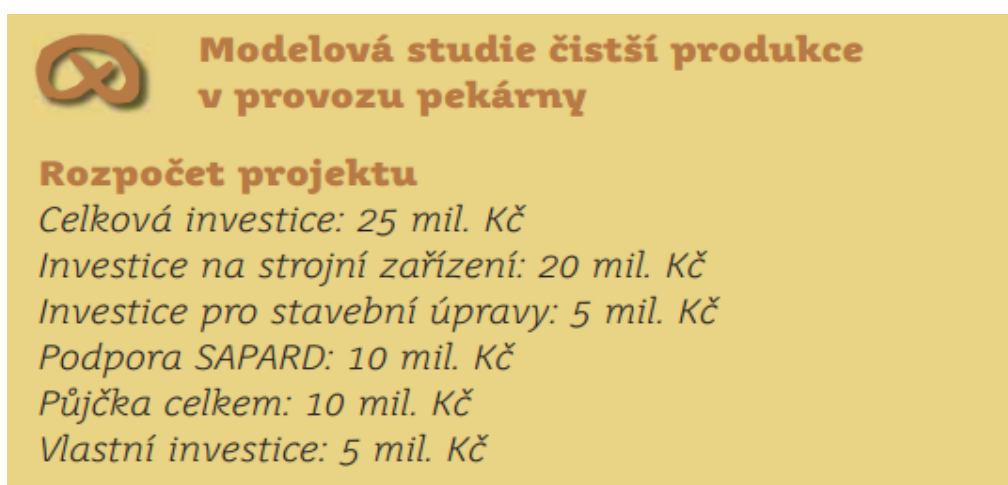 Modelová studie čistší produkce
v provozu pekárny
Rozpočet projektu
Celková investice: 25 mil. Kč
Investice na strojní zařízení: 20 mil. Kč
Investice pro stavební úpravy: 5 mil. Kč
Podpora SAPARD: 10 mil. Kč
Půjčka celkem: 10 mil. Kč
Vlastní investice: 5 mil. Kč